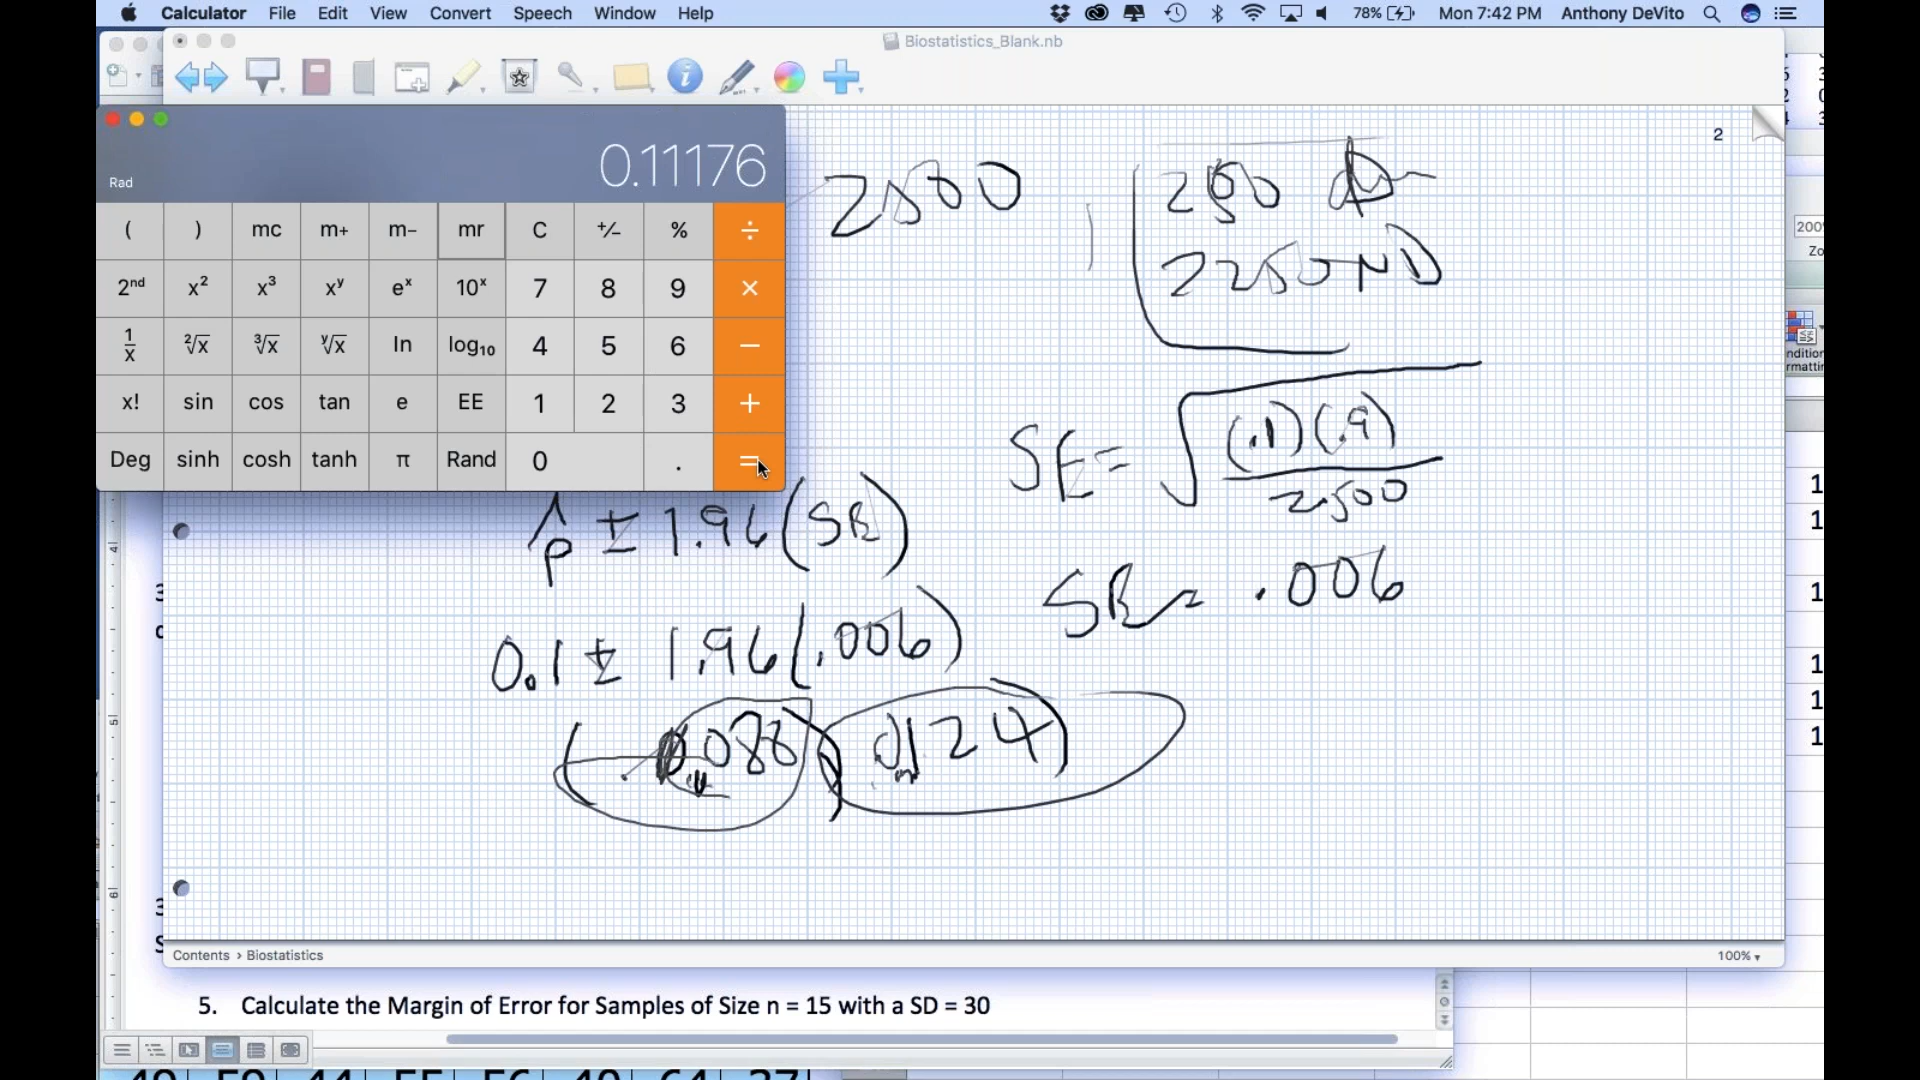 Calculator File Edit View Convert Speech Window Help 78% Mon 7:42 PM Anthony DeVito
Biostatistics_Blank.nb
2
0.11176
Rad
( ) mc m+ m- mr C +/- % ÷
2nd x² x³ xʸ eˣ 10ˣ 7 8 9 ×
1/x ²√x ³√x ʸ√x ln log₁₀ 4 5 6 −
x! sin cos tan e EE 1 2 3 +
Deg sinh cosh tanh π Rand 0 . =
2500
250
2250 ND
SE = √((.1)(.9)/2500)
p̂ ± 1.96 (SE)
SE = .006
0.1 ± 1.96 (.006)
(0.088, 0.124)
Contents › Biostatistics
100%
5. Calculate the Margin of Error for Samples of Size n = 15 with a SD = 30